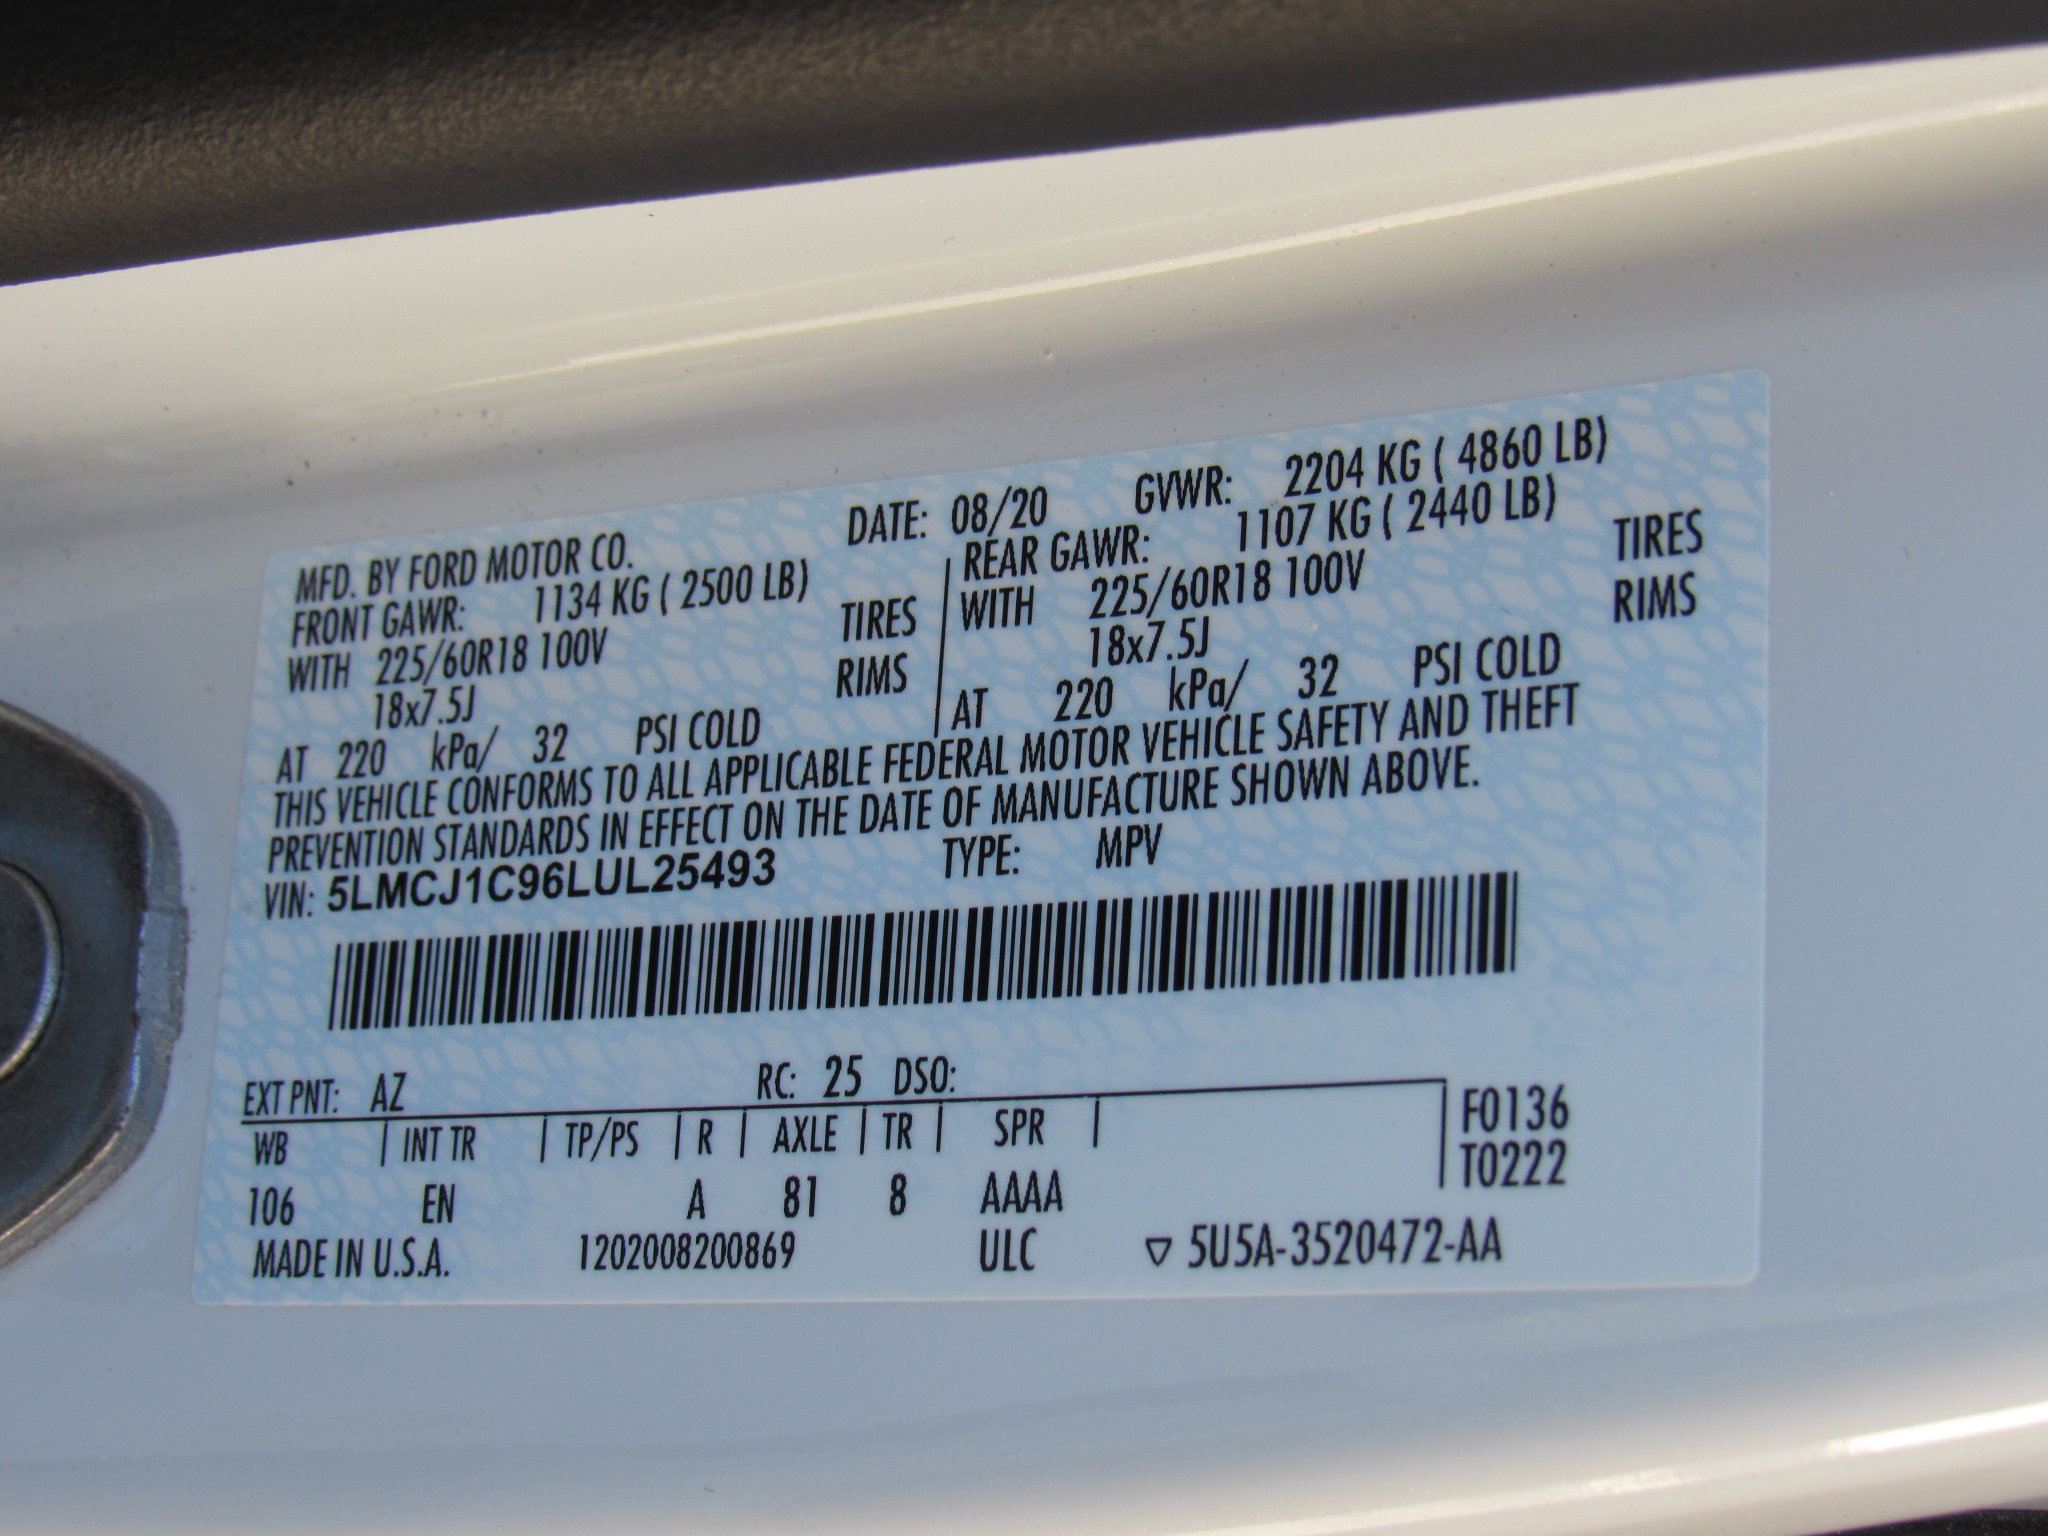 MFD. BY FORD MOTOR CO. DATE: 08/20 GVWR: 2204 KG ( 4860 LB)
FRONT GAWR: 1134 KG ( 2500 LB) REAR GAWR: 1107 KG ( 2440 LB)
WITH 225/60R18 100V TIRES WITH 225/60R18 100V TIRES
18x7.5J RIMS 18x7.5J RIMS
AT 220 kPa/ 32 PSI COLD AT 220 kPa/ 32 PSI COLD
THIS VEHICLE CONFORMS TO ALL APPLICABLE FEDERAL MOTOR VEHICLE SAFETY AND THEFT
PREVENTION STANDARDS IN EFFECT ON THE DATE OF MANUFACTURE SHOWN ABOVE.
VIN: 5LMCJ1C96LUL25493 TYPE: MPV
EXT PNT: AZ RC: 25 DSO:
WB | INT TR | TP/PS | R | AXLE | TR | SPR | F0136
T0222
106 EN A 81 8 AAAA
MADE IN U.S.A. 1202008200869 ULC ▽ 5U5A-3520472-AA